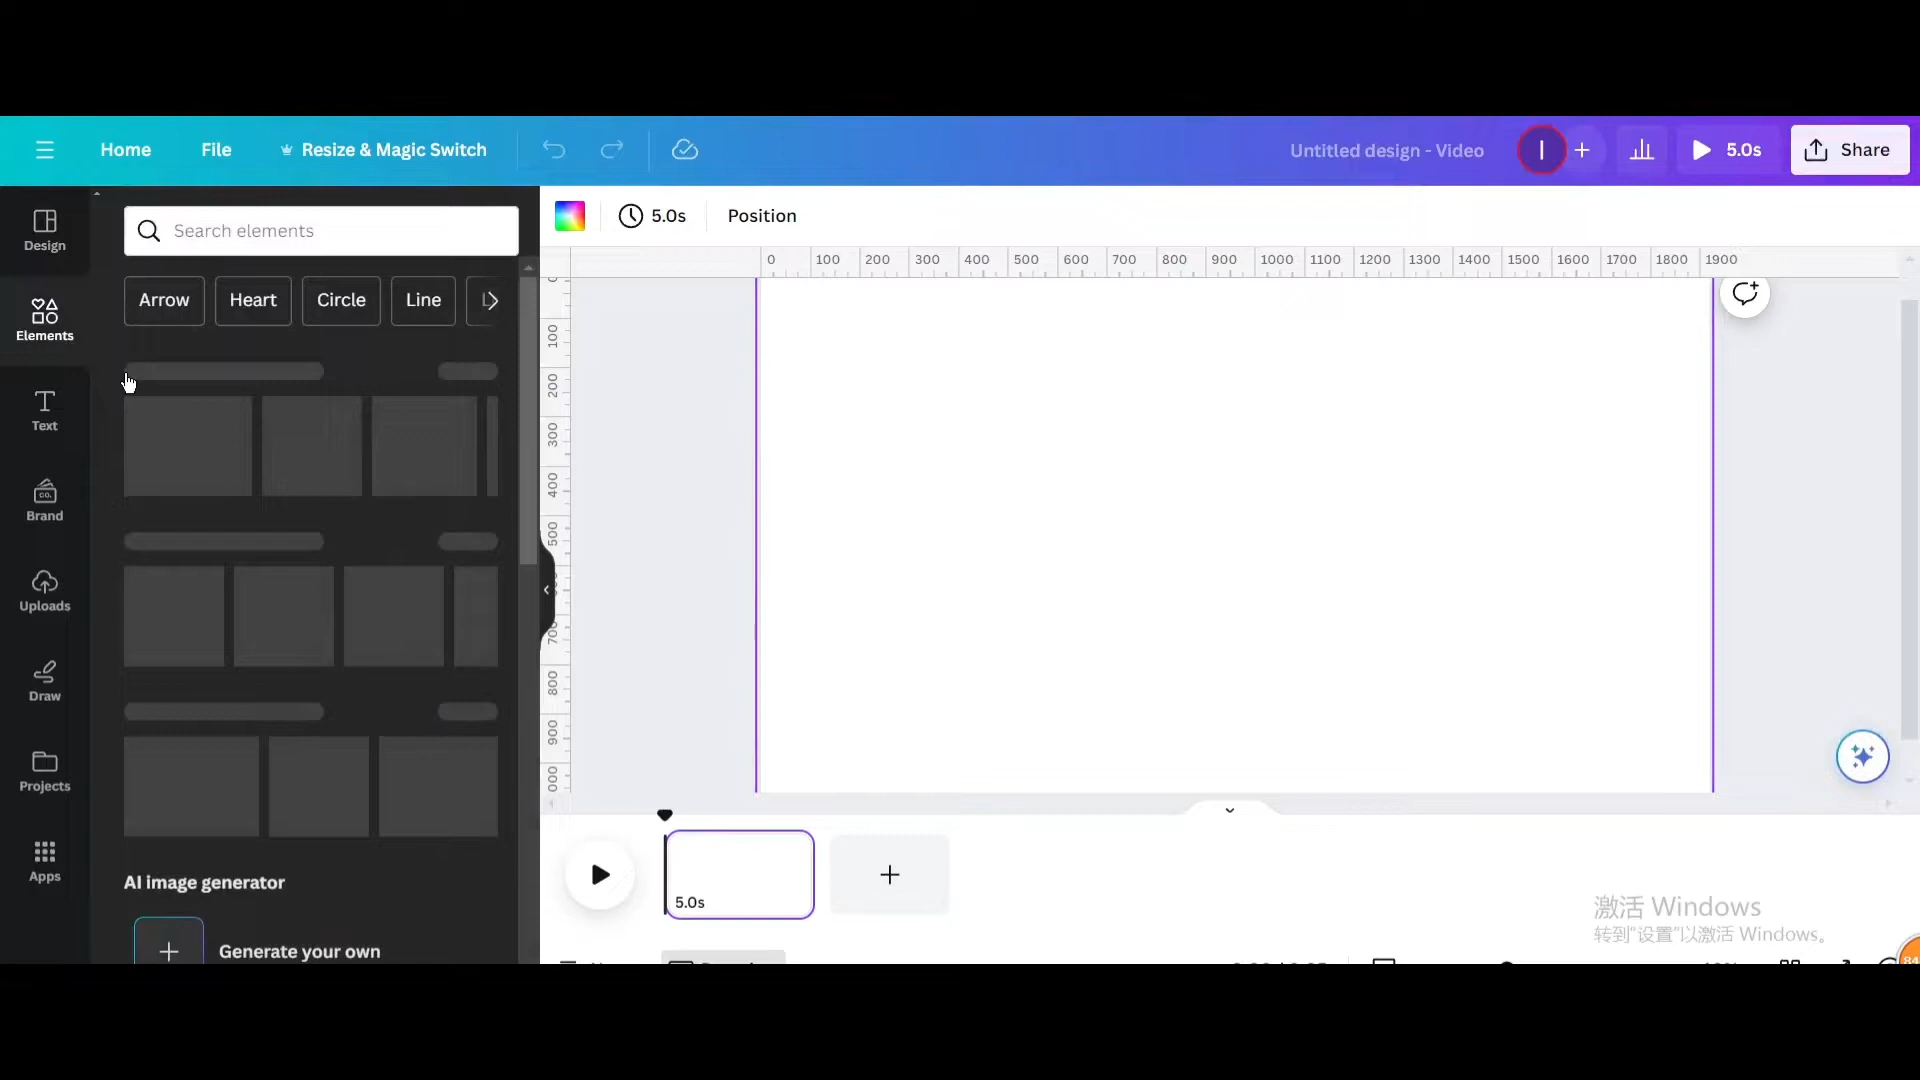 Home File Resize & Magic Switch Untitled design - Video I 5.0s Share
Design
Elements
Text
Brand
co.
Uploads
Draw
Projects
Apps
Search elements
Arrow Heart Circle Line
AI image generator
Generate your own
5.0s Position
0 100 200 300 400 500 600 700 800 900 1000 1100 1200 1300 1400 1500 1600 1700 1800 1900
100
200
300
400
500
700
800
900
5.0s
激活 Windows
转到"设置"以激活 Windows。
84